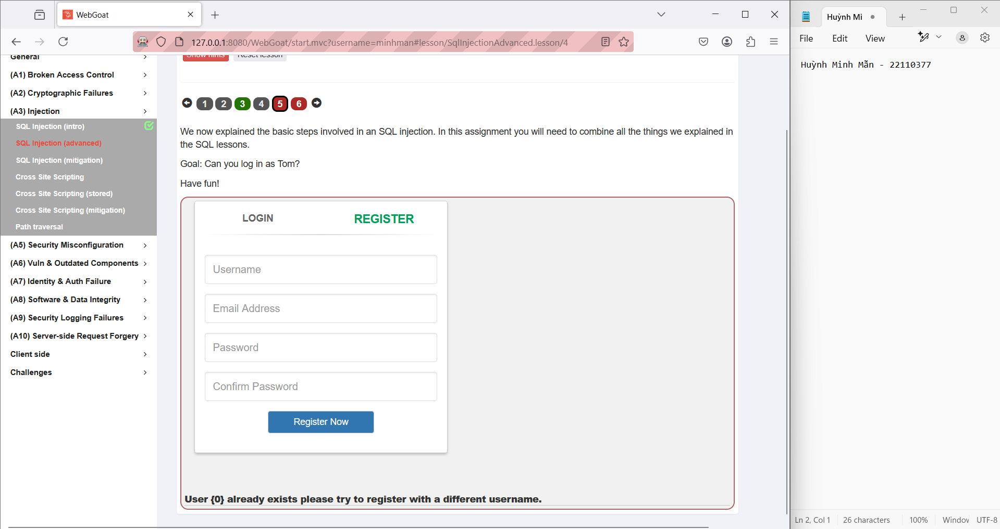 WebGoat
127.0.0.1:8080/WebGoat/start.mvc?username=minhman#lesson/SqlInjectionAdvanced.lesson/4
General
(A1) Broken Access Control
(A2) Cryptographic Failures
(A3) Injection
SQL Injection (intro)
SQL Injection (advanced)
SQL Injection (mitigation)
Cross Site Scripting
Cross Site Scripting (stored)
Cross Site Scripting (mitigation)
Path traversal
(A5) Security Misconfiguration
(A6) Vuln & Outdated Components
(A7) Identity & Auth Failure
(A8) Software & Data Integrity
(A9) Security Logging Failures
(A10) Server-side Request Forgery
Client side
Challenges
Show hints Reset lesson
1 2 3 4 5 6
We now explained the basic steps involved in an SQL injection. In this assignment you will need to combine all the things we explained in
the SQL lessons.
Goal: Can you log in as Tom?
Have fun!
LOGIN REGISTER
Username
Email Address
Password
Confirm Password
Register Now
User {0} already exists please try to register with a different username.
Huỳnh Mi
File Edit View
Huỳnh Minh Mẫn - 22110377
Ln 2, Col 1 26 characters 100% Window UTF-8